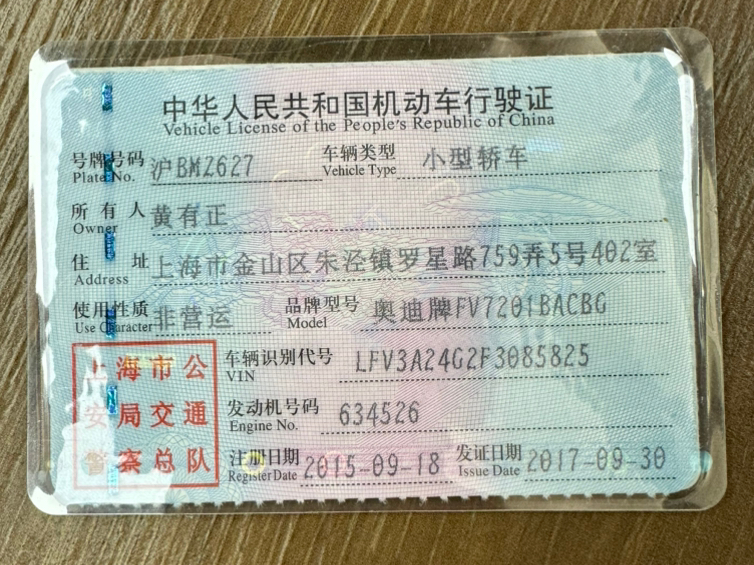 中华人民共和国机动车行驶证
Vehicle License of the People's Republic of China
号牌号码 沪BMZ627 车辆类型 小型轿车
Plate No. Vehicle Type
所有人 黄有正
Owner
住址 上海市金山区朱泾镇罗星路759弄5号402室
Address
使用性质 非营运 品牌型号 奥迪牌FV7201BACBG
Use Character Model
上海市公安局交通警察总队
车辆识别代号 LFV3A24G2F3085825
VIN
发动机号码 634526
Engine No.
注册日期 2015-09-18 发证日期 2017-09-30
Register Date Issue Date